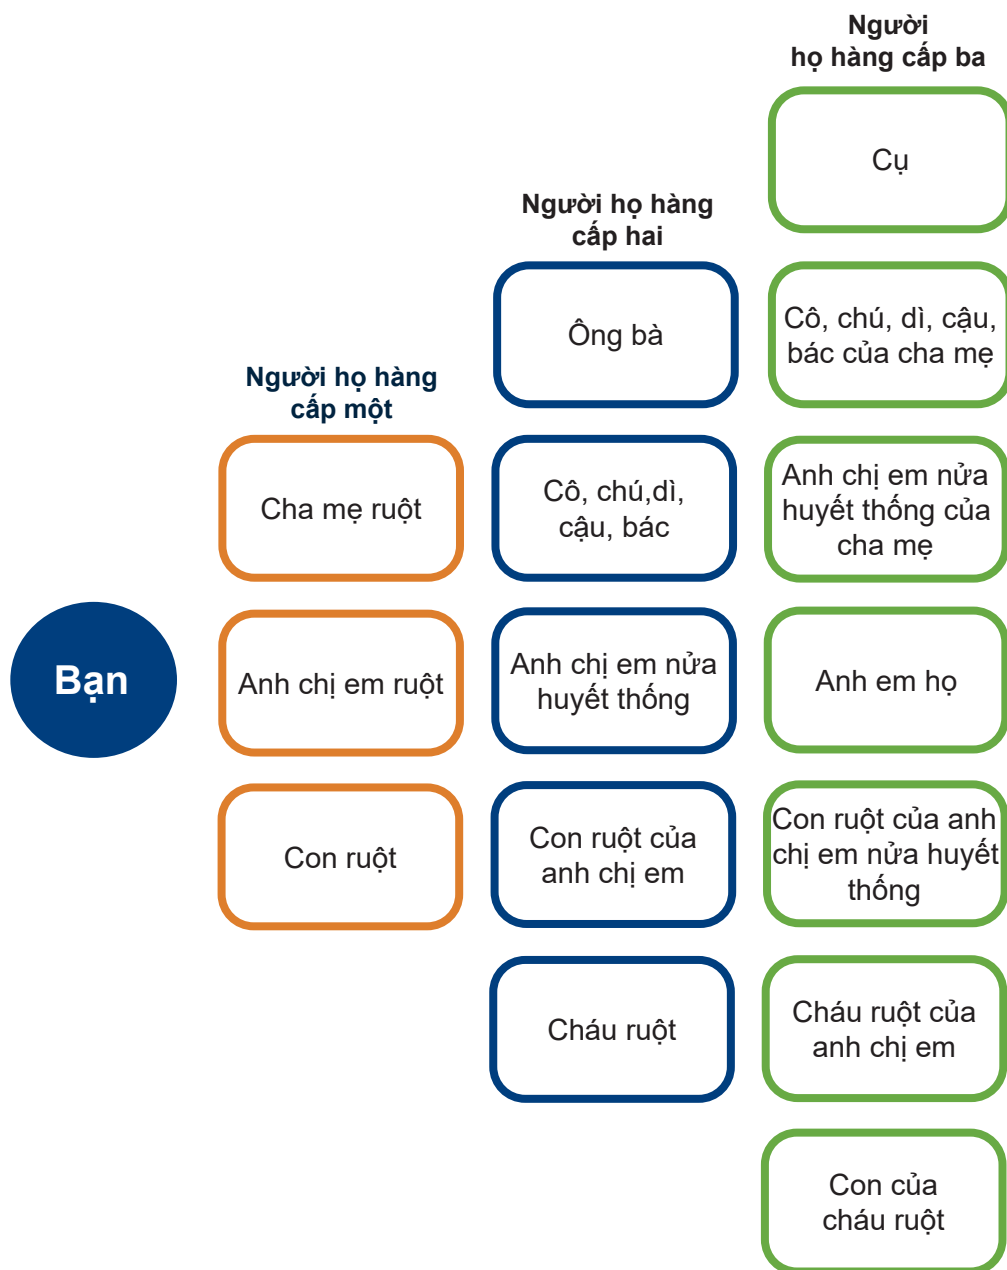 Người
họ hàng cấp ba
Cụ
Người họ hàng
cấp hai
Ông bà
Cô, chú, dì, cậu,
bác của cha mẹ
Người họ hàng
cấp một
Cha mẹ ruột
Cô, chú,dì,
cậu, bác
Anh chị em nửa
huyết thống của
cha mẹ
Bạn
Anh chị em ruột
Anh chị em nửa
huyết thống
Anh em họ
Con ruột
Con ruột của
anh chị em
Con ruột của anh
chị em nửa huyết
thống
Cháu ruột
Cháu ruột của
anh chị em
Con của
cháu ruột